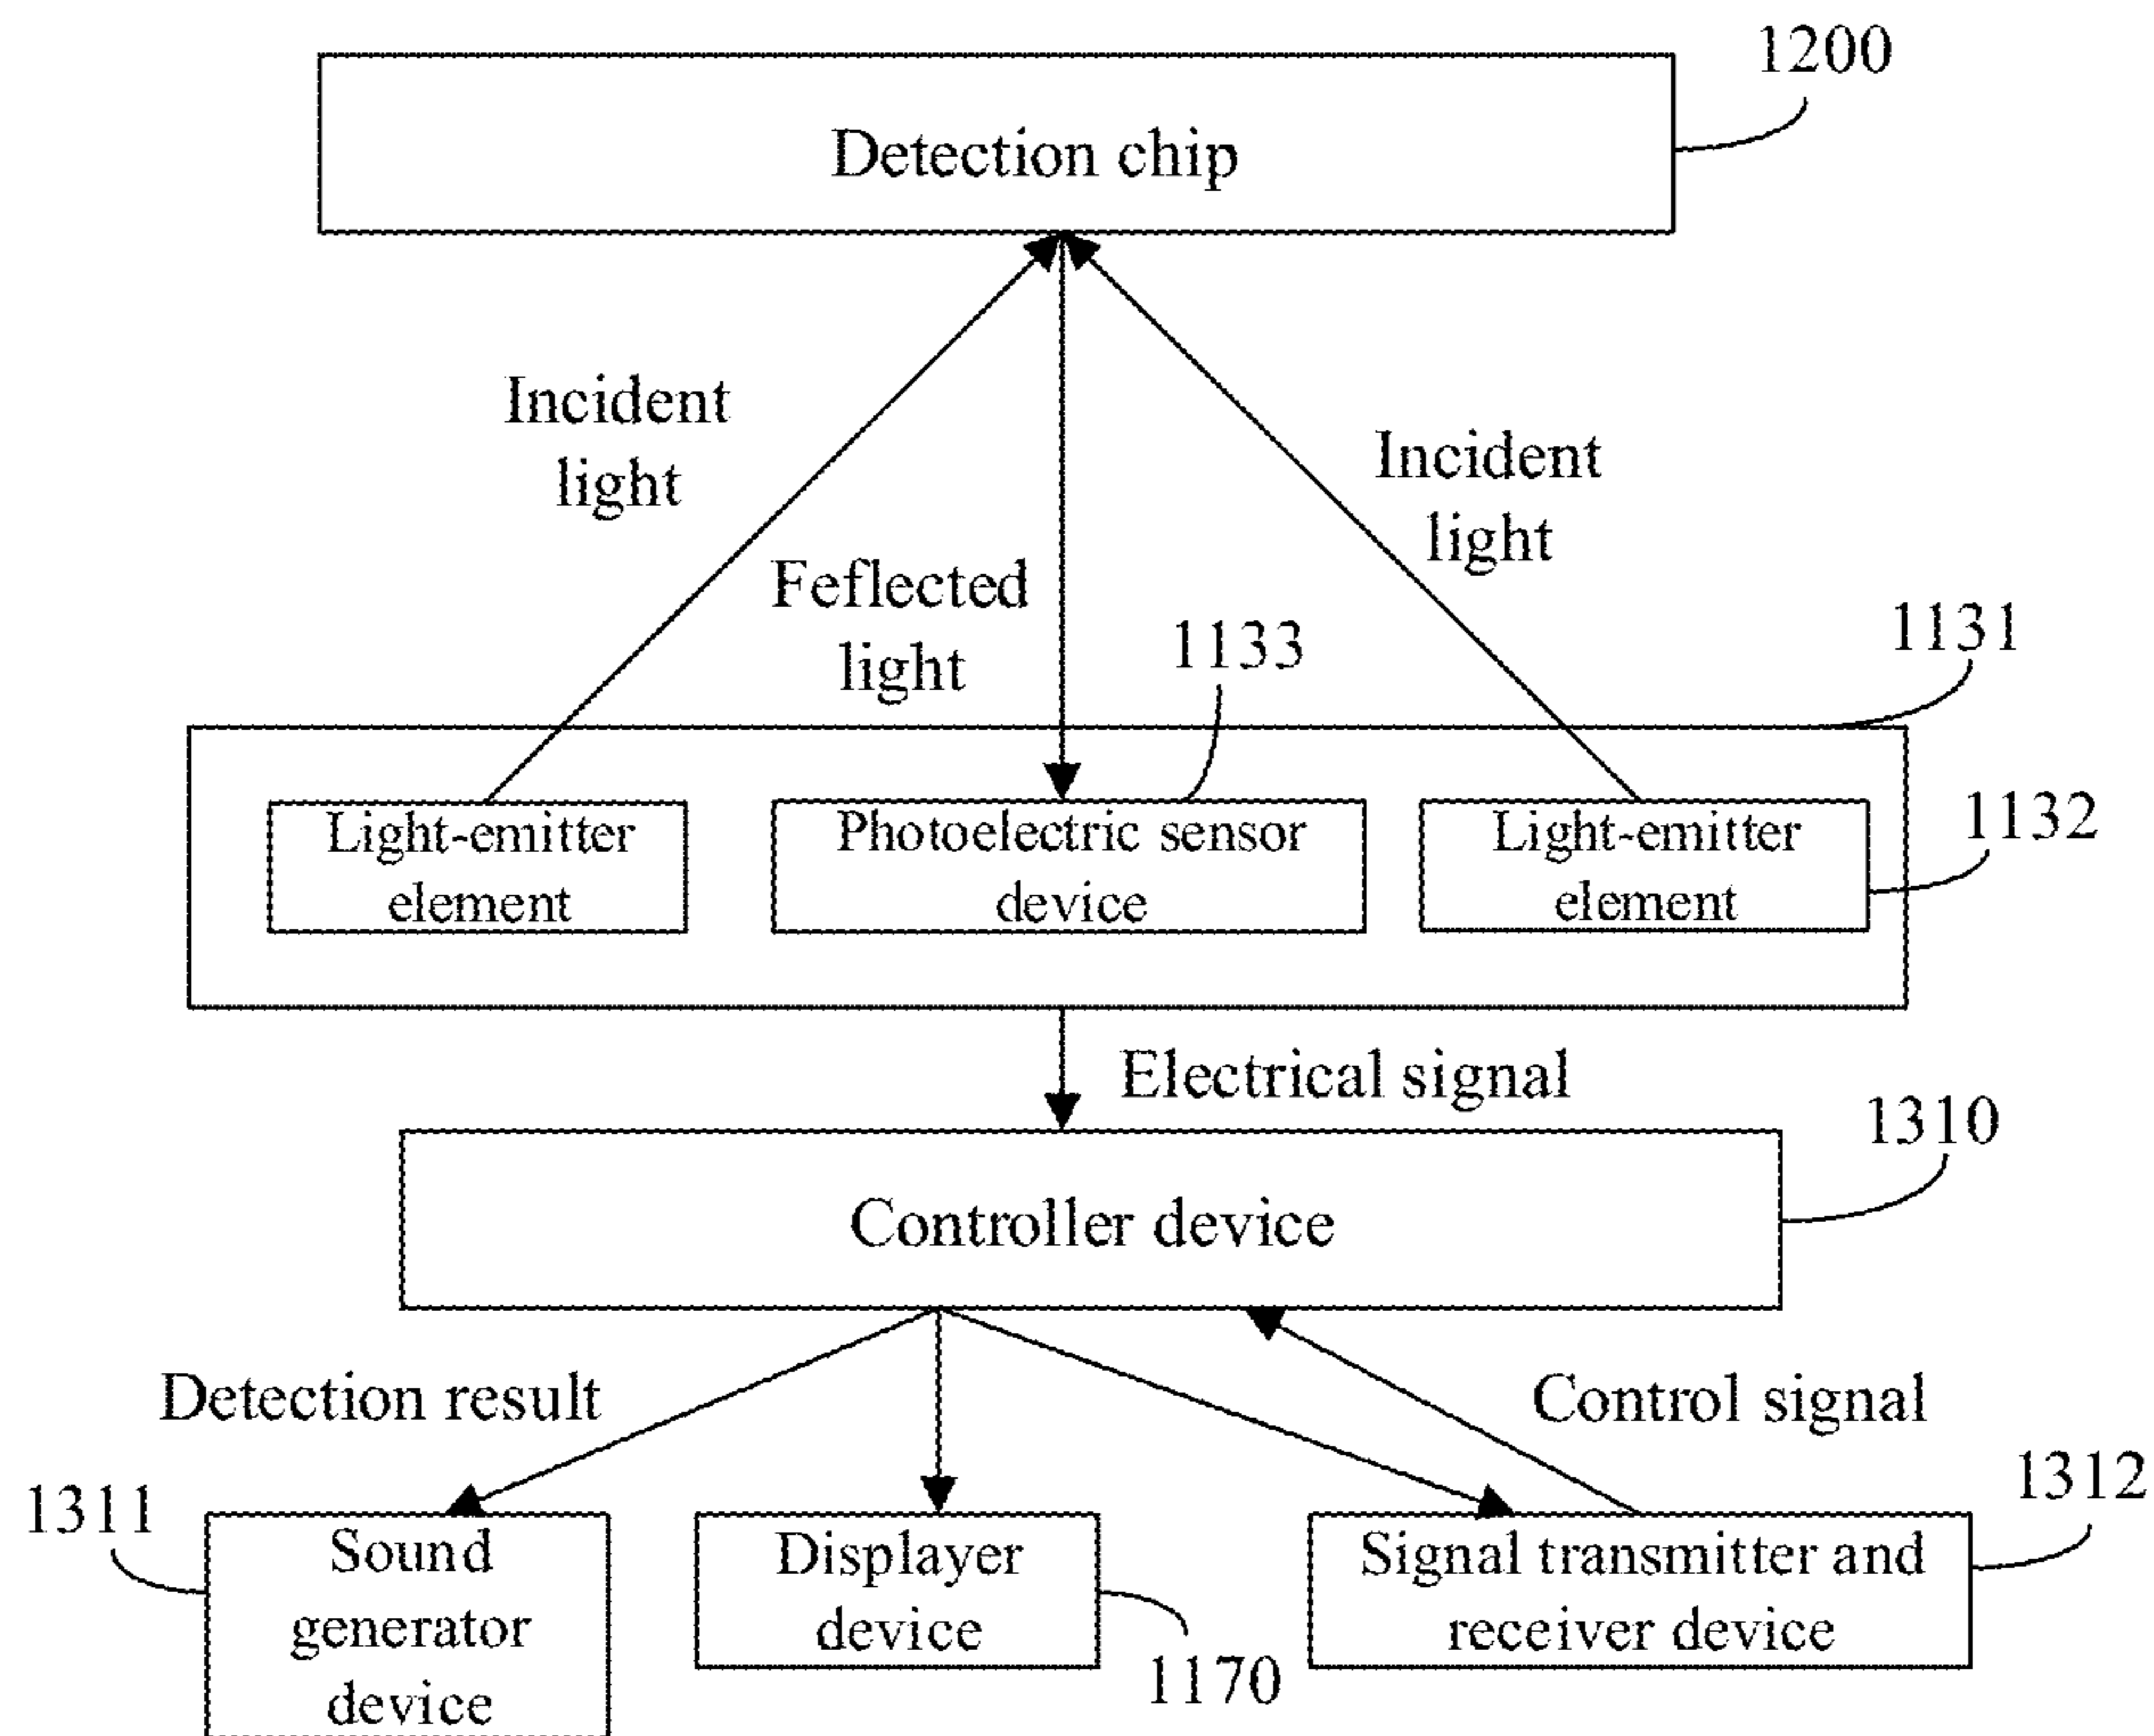 1200
Detection chip
Incident
light
Incident
light
Feflected
light
1133
1131
Light-emitter
element
Photoelectric sensor
device
Light-emitter
element
1132
Electrical signal
1310
Controller device
Detection result
Control signal
1311
Sound
generator
device
Displayer
device
1170
Signal transmitter and
receiver device
1312